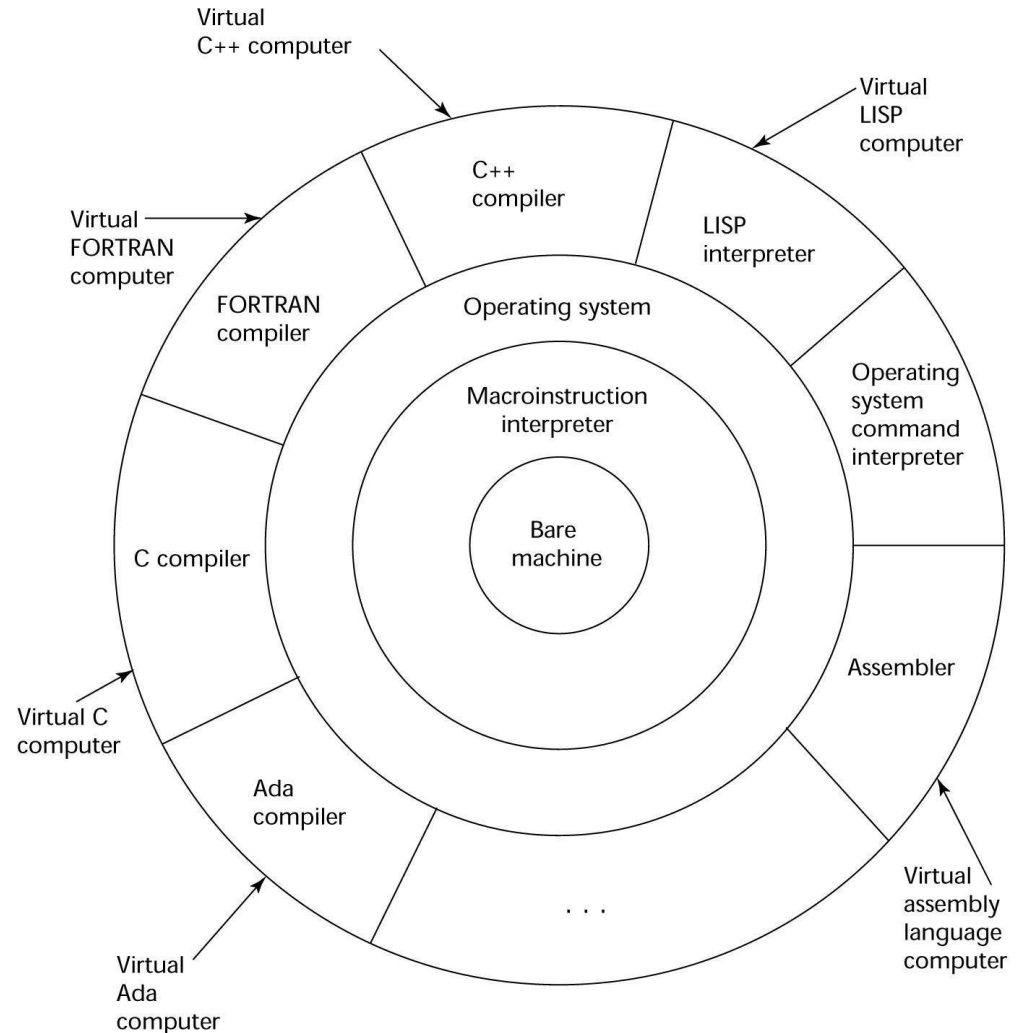 Virtual
C++ computer
Virtual
LISP
computer
C++
compiler
Virtual
FORTRAN
computer
LISP
interpreter
FORTRAN
compiler
Operating system
Operating
system
command
interpreter
Macroinstruction
interpreter
Bare
machine
C compiler
Assembler
Virtual C
computer
Ada
compiler
Virtual
assembly
language
computer
. . .
Virtual
Ada
computer